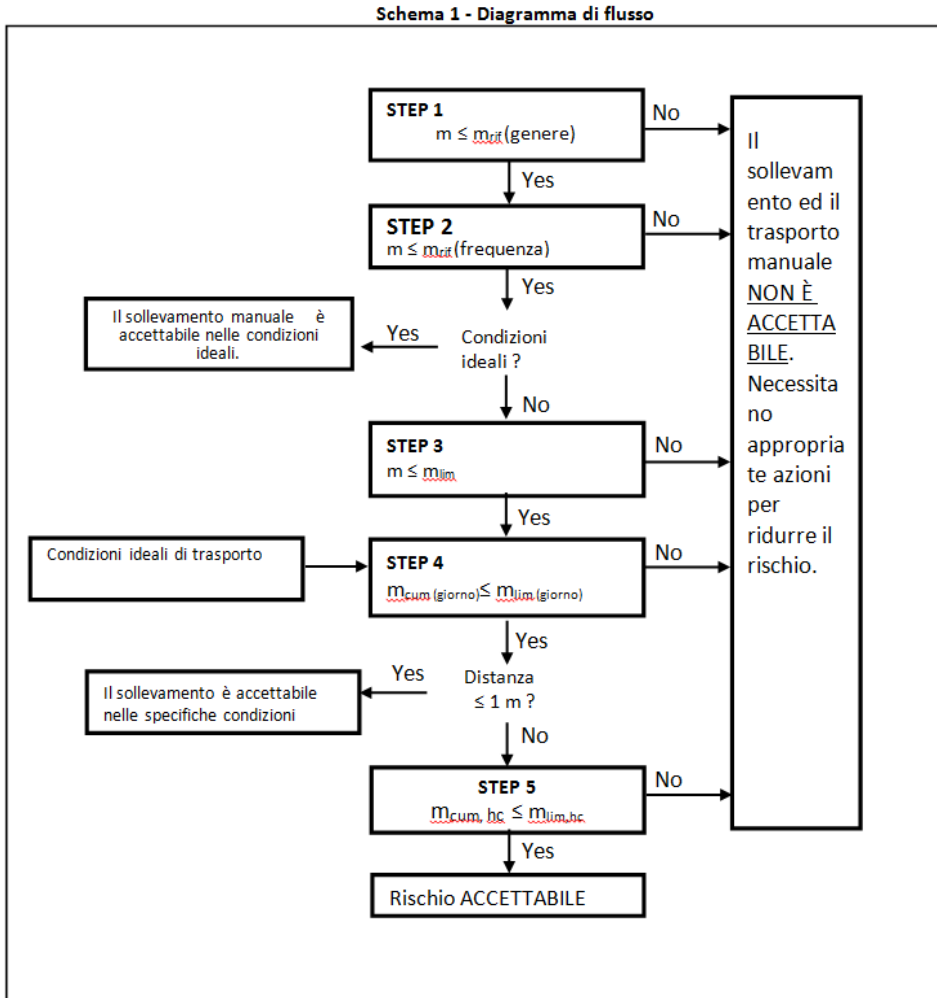 Schema 1 - Diagramma di flusso
STEP 1
m ≤ mrif(genere)
No
Yes
STEP 2
m ≤ mrif(frequenza)
No
Yes
Condizioni
ideali ?
Yes
Il sollevamento manuale è
accettabile nelle condizioni
ideali.
No
STEP 3
m ≤ mlim
No
Yes
Condizioni ideali di trasporto
STEP 4
mcum (giorno)≤ mlim.(giorno)
No
Yes
Distanza
≤ 1 m ?
Yes
Il sollevamento è accettabile
nelle specifiche condizioni
No
STEP 5
mcum, hc ≤ mlim,hc
No
Yes
Rischio ACCETTABILE
Il
sollevam
ento ed il
trasporto
manuale
NON È
ACCETTA
BILE.
Necessita
no
appropria
te azioni
per
ridurre il
rischio.